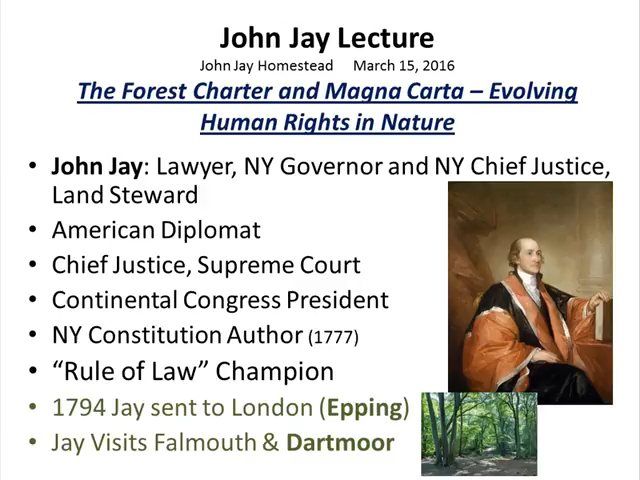 John Jay Lecture
John Jay Homestead March 15, 2016
The Forest Charter and Magna Carta – Evolving
Human Rights in Nature
• John Jay: Lawyer, NY Governor and NY Chief Justice,
Land Steward
• American Diplomat
• Chief Justice, Supreme Court
• Continental Congress President
• NY Constitution Author (1777)
• “Rule of Law” Champion
• 1794 Jay sent to London (Epping)
• Jay Visits Falmouth & Dartmoor